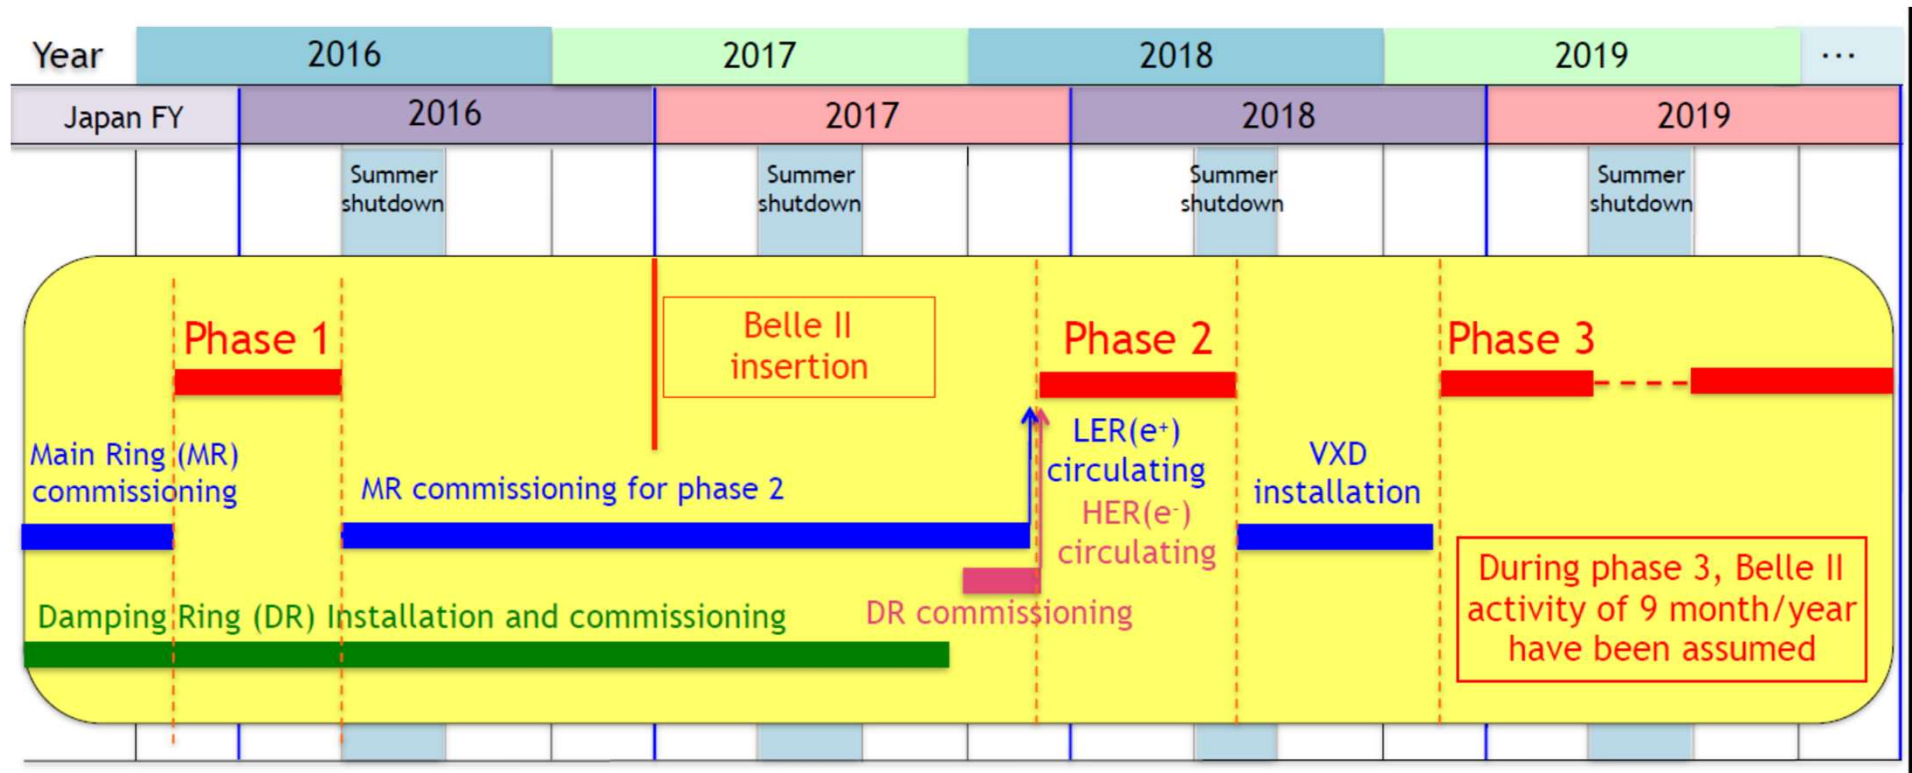 Year 2016 2017 2018 2019 ...
Japan FY 2016 2017 2018 2019
Summer
shutdown
Summer
shutdown
Summer
shutdown
Summer
shutdown
Phase 1
Belle II
insertion
Phase 2
Phase 3
Main Ring (MR)
commissioning
MR commissioning for phase 2
LER(e⁺)
circulating
HER(e⁻)
circulating
VXD
installation
DR commissioning
Damping Ring (DR) Installation and commissioning
During phase 3, Belle II
activity of 9 month/year
have been assumed